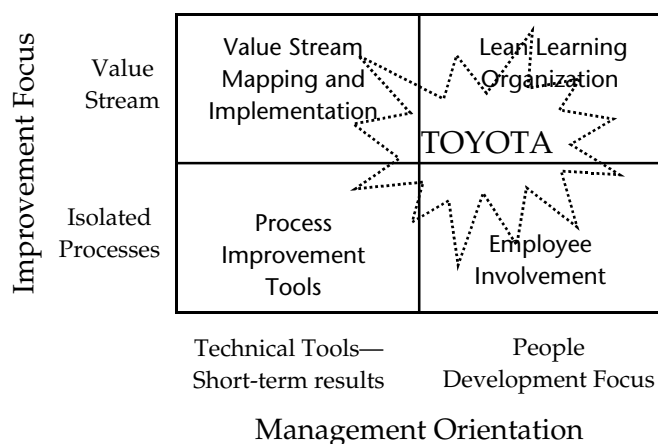 Improvement Focus
Value
Stream
Value Stream
Mapping and
Implementation
Lean Learning
Organization
TOYOTA
Isolated
Processes
Process
Improvement
Tools
Employee
Involvement
Technical Tools—
Short-term results
People
Development Focus
Management Orientation